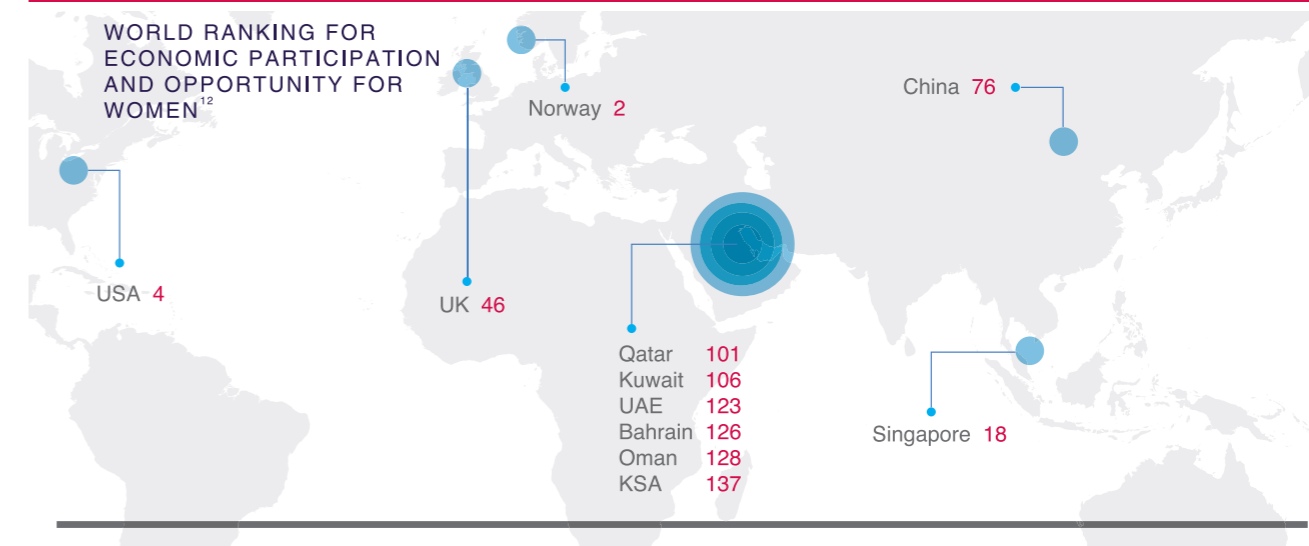 WORLD RANKING FOR
ECONOMIC PARTICIPATION
AND OPPORTUNITY FOR
WOMEN12
Norway 2
China 76
USA 4
UK 46
Qatar 101
Kuwait 106
UAE 123
Bahrain 126
Oman 128
KSA 137
Singapore 18